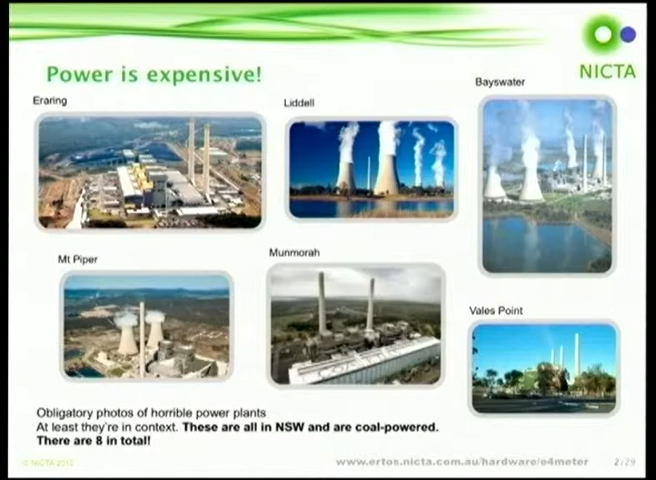 NICTA
Power is expensive!
Eraring
Liddell
Bayswater
Mt Piper
Munmorah
Vales Point
Obligatory photos of horrible power plants
At least they're in context. These are all in NSW and are coal-powered.
There are 8 in total!
© NICTA 2012
www.ertos.nicta.com.au/hardware/e4meter
2/29